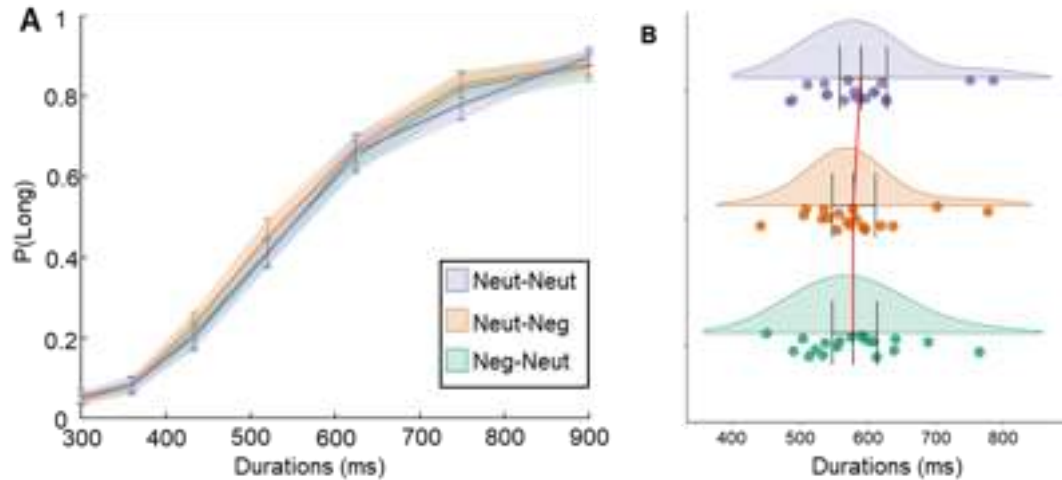 A
P(Long)
1
0.8
0.6
0.4
0.2
0
300 400 500 600 700 800 900
Durations (ms)
Neut-Neut
Neut-Neg
Neg-Neut
B
400 500 600 700 800
Durations (ms)